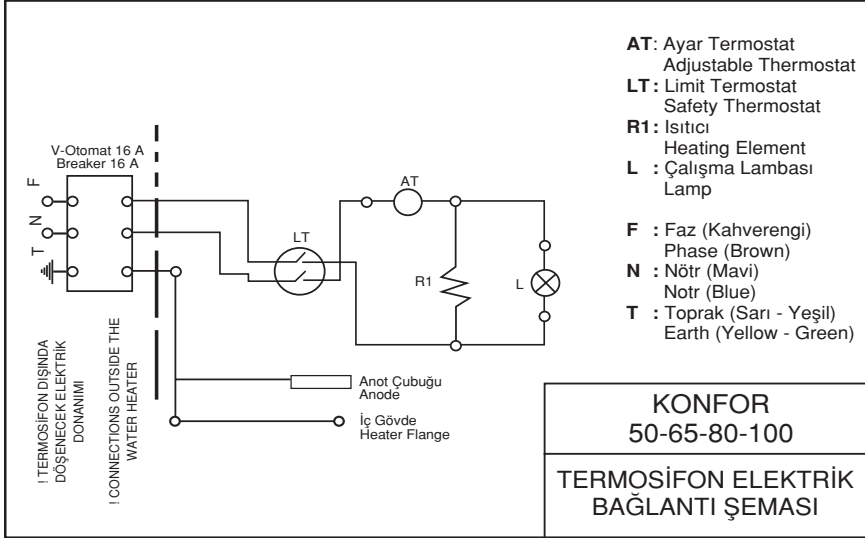 AT: Ayar Termostat
Adjustable Thermostat
LT: Limit Termostat
Safety Thermostat
R1: Isıtıcı
Heating Element
L : Çalışma Lambası
Lamp
F : Faz (Kahverengi)
Phase (Brown)
N : Nötr (Mavi)
Notr (Blue)
T : Toprak (Sarı - Yeşil)
Earth (Yellow - Green)
V-Otomat 16 A
Breaker 16 A
F
N
T
LT
AT
R1
L
Anot Çubuğu
Anode
İç Gövde
Heater Flange
! TERMOSİFON DIŞINDA
DÖŞENECEK ELEKTRİK
DONANIMI
! CONNECTIONS OUTSIDE THE
WATER HEATER
KONFOR
50-65-80-100
TERMOSİFON ELEKTRİK
BAĞLANTI ŞEMASI